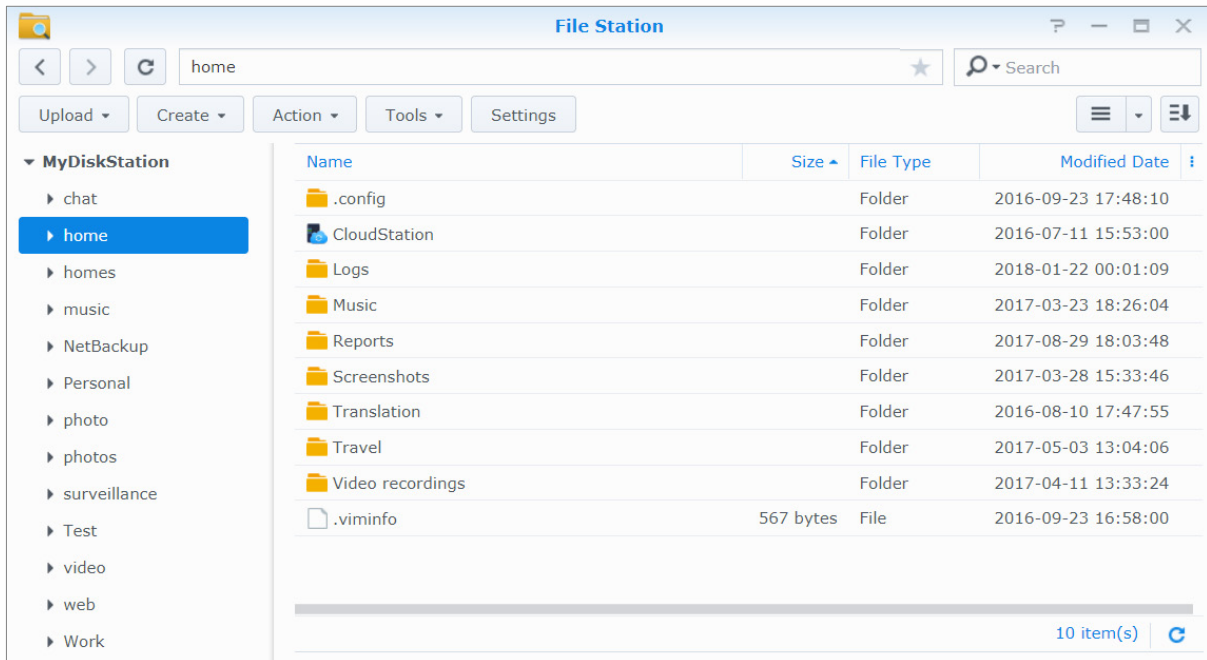 File Station
home
Search
Upload Create Action Tools Settings
MyDiskStation
chat
home
homes
music
NetBackup
Personal
photo
photos
surveillance
Test
video
web
Work
Name Size File Type Modified Date
.config Folder 2016-09-23 17:48:10
CloudStation Folder 2016-07-11 15:53:00
Logs Folder 2018-01-22 00:01:09
Music Folder 2017-03-23 18:26:04
Reports Folder 2017-08-29 18:03:48
Screenshots Folder 2017-03-28 15:33:46
Translation Folder 2016-08-10 17:47:55
Travel Folder 2017-05-03 13:04:06
Video recordings Folder 2017-04-11 13:33:24
.viminfo 567 bytes File 2016-09-23 16:58:00
10 item(s)